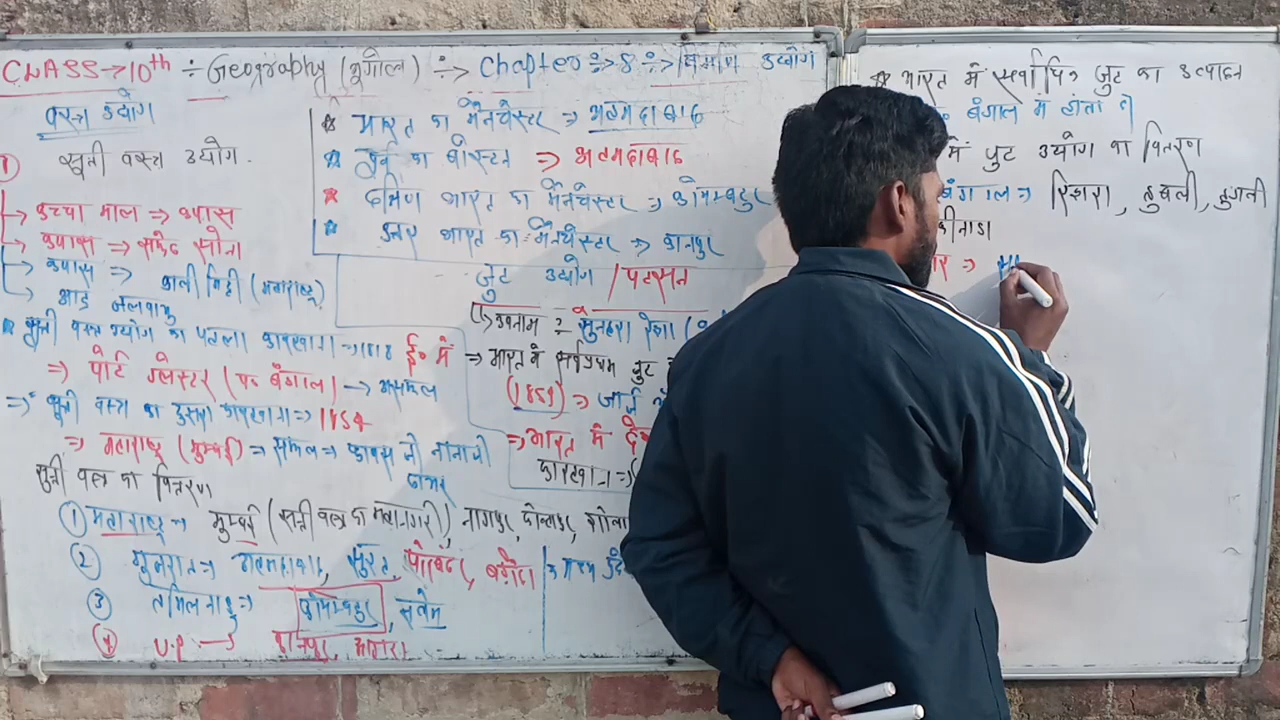 CLASS → 10th ÷ Geography (भूगोल) ÷> Chapter ÷> 8 ÷> विनिर्माण उद्योग
वस्त्र उद्योग
① सूती वस्त्र उद्योग.
→ कच्चा माल ⇒ कपास
→ कपास ⇒ सफेद सोना
→ कपास ⇒ काली मिट्टी (महाराष्ट्र)
→ आर्द्र जलवायु
सूती वस्त्र उद्योग का पहला कारखाना ⇒ 1818 ई० में
⇒ पोर्ट ग्लेस्टर (प० बंगाल) → असफल
⇒ सूती वस्त्र का दूसरा कारखाना ⇒ 1854
⇒ महाराष्ट्र (मुम्बई) ⇒ सफल ⇒ कावस जी नानाजी
डाभर
सूती वस्त्र का वितरण
① महाराष्ट्र ⇒ मुम्बई (सूती वस्त्र का महानगरी) नागपुर, शोला
② गुजरात ⇒ अहमदाबाद, सूरत, पोरबंदर, बड़ौदा
③ तमिलनाडु ⇒ कोयम्बटूर, सलेम
④ U.P. → कानपुर, आगरा
भारत का मैनचेस्टर ⇒ अहमदाबाद
पूर्व का बोस्टन ⇒ अहमदाबाद
दक्षिण भारत का मैनचेस्टर ⇒ कोयम्बटूर
उत्तर भारत का मैनचेस्टर ⇒ कानपुर
जुट उद्योग / पटसन
उपनाम ÷ सुनहरा रेशा
⇒ भारत में सर्वप्रथम जुट
⇒ जार्ज
⇒ भारत में
कारखाना ⇒
भारत में सर्वाधिक जुट का उत्पादन
बंगाल में होता है
में जुट उद्योग का वितरण
बंगाल ⇒ रिशरा, हुबली, हुगली